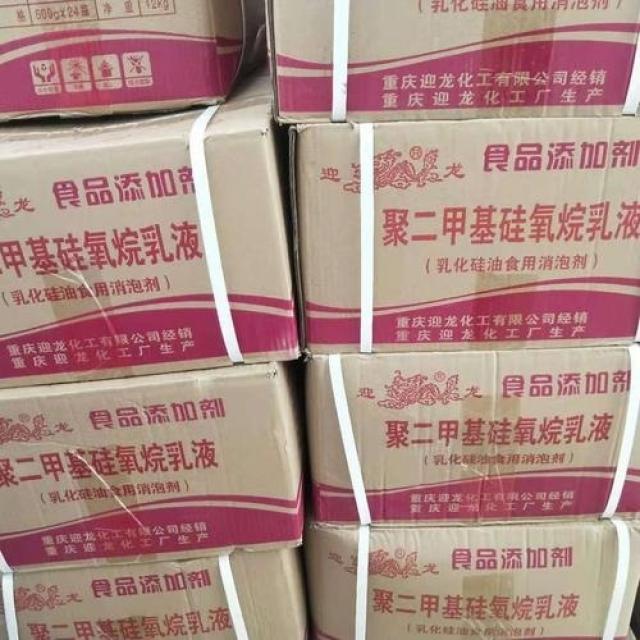 600g×24 净 重 12kg
(乳化硅油食用消泡剂)
重庆迎龙化工有限公司经销
重庆迎龙化工厂生产
龙 食品添加剂
二甲基硅氧烷乳液
(乳化硅油食用消泡剂)
重庆迎龙化工有限公司经销
重庆迎龙化工厂生产
迎 ® 龙 食品添加剂
聚二甲基硅氧烷乳液
(乳化硅油食用消泡剂)
重庆迎龙化工有限公司经销
重庆迎龙化工厂生产
龙 食品添加剂
聚二甲基硅氧烷乳液
(乳化硅油食用消泡剂)
重庆迎龙化工有限公司经销
重庆迎龙化工厂生产
迎 ® 龙 食品添加剂
聚二甲基硅氧烷乳液
(乳化硅油食用消泡剂)
重庆迎龙化工有限公司经销
重庆迎龙化工厂生产
龙 食品添加剂
迎 ® 龙 食品添加剂
聚二甲基硅氧烷乳液
(乳化硅油食用消泡剂)